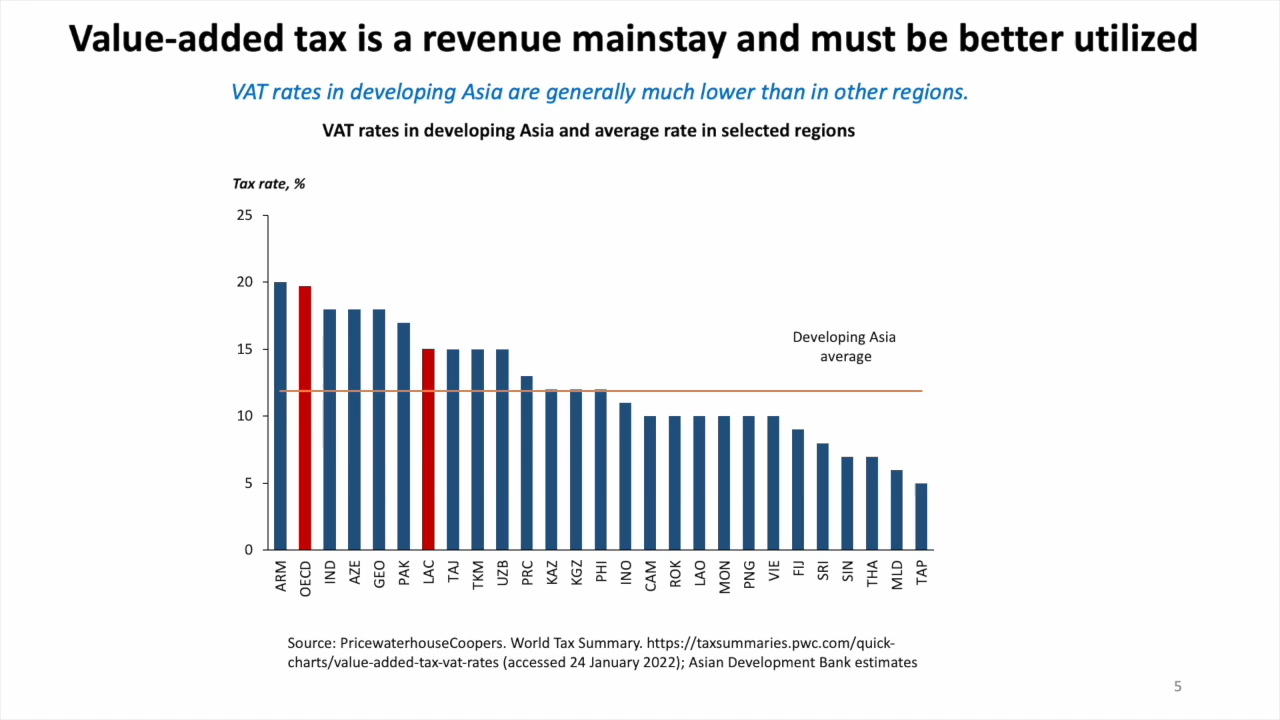 Value-added tax is a revenue mainstay and must be better utilized
VAT rates in developing Asia are generally much lower than in other regions.
VAT rates in developing Asia and average rate in selected regions
Tax rate, %
25
20
15
10
5
0
Developing Asia
average
ARM
OECD
IND
AZE
GEO
PAK
LAC
TAJ
TKM
UZB
PRC
KAZ
KGZ
PHI
INO
CAM
ROK
LAO
MON
PNG
VIE
FIJ
SRI
SIN
THA
MLD
TAP
Source: PricewaterhouseCoopers. World Tax Summary. https://taxsummaries.pwc.com/quick-
charts/value-added-tax-vat-rates (accessed 24 January 2022); Asian Development Bank estimates
5